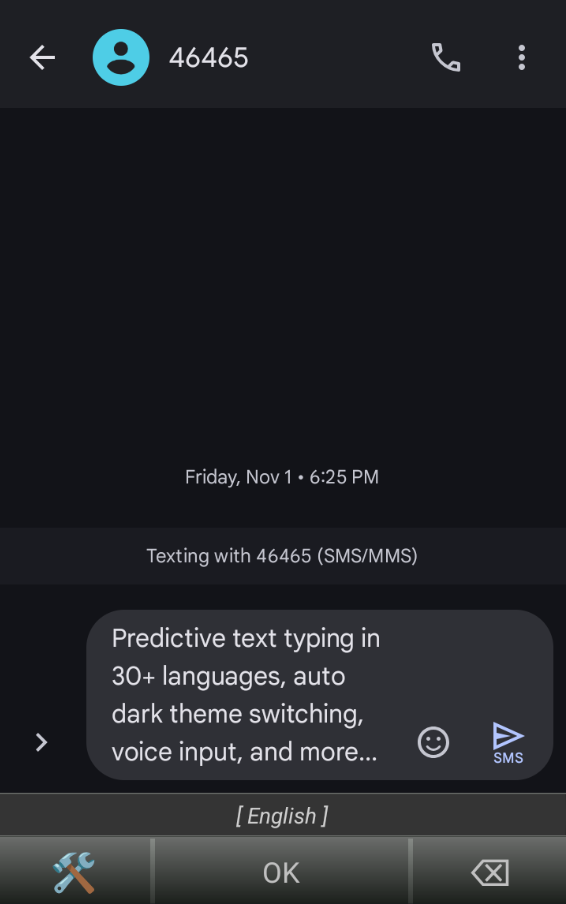 46465
Friday, Nov 1 • 6:25 PM
Texting with 46465 (SMS/MMS)
Predictive text typing in
30+ languages, auto
dark theme switching,
voice input, and more...
SMS
[ English ]
OK